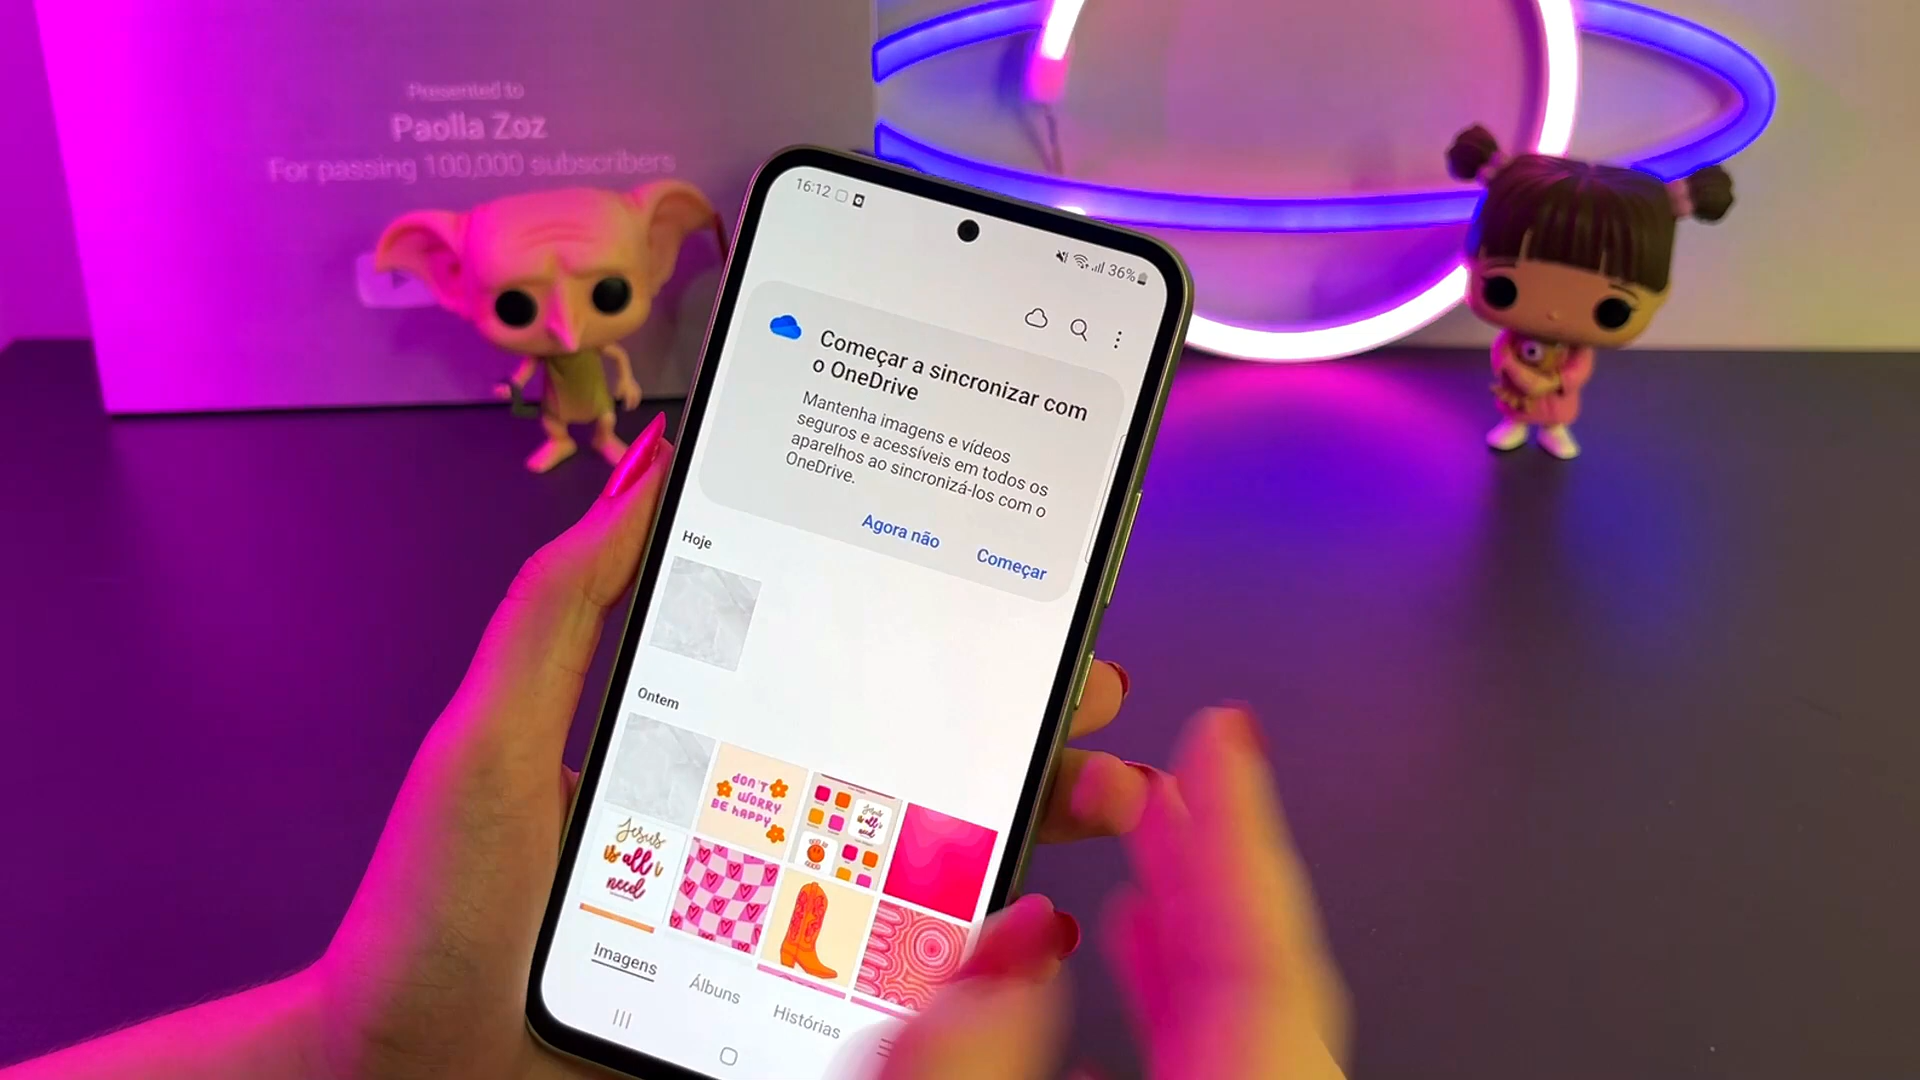 Presented to
Paolla Zoz
For passing 100,000 subscribers
16:12
36%
Começar a sincronizar com
o OneDrive
Mantenha imagens e vídeos
seguros e acessíveis em todos os
aparelhos ao sincronizá-los com o
OneDrive.
Agora não
Começar
Hoje
Ontem
DON'T
WORRY
BE HAPPY
Jesus
is all i
need
Jesus
is all i
need
Imagens
Álbuns
Histórias